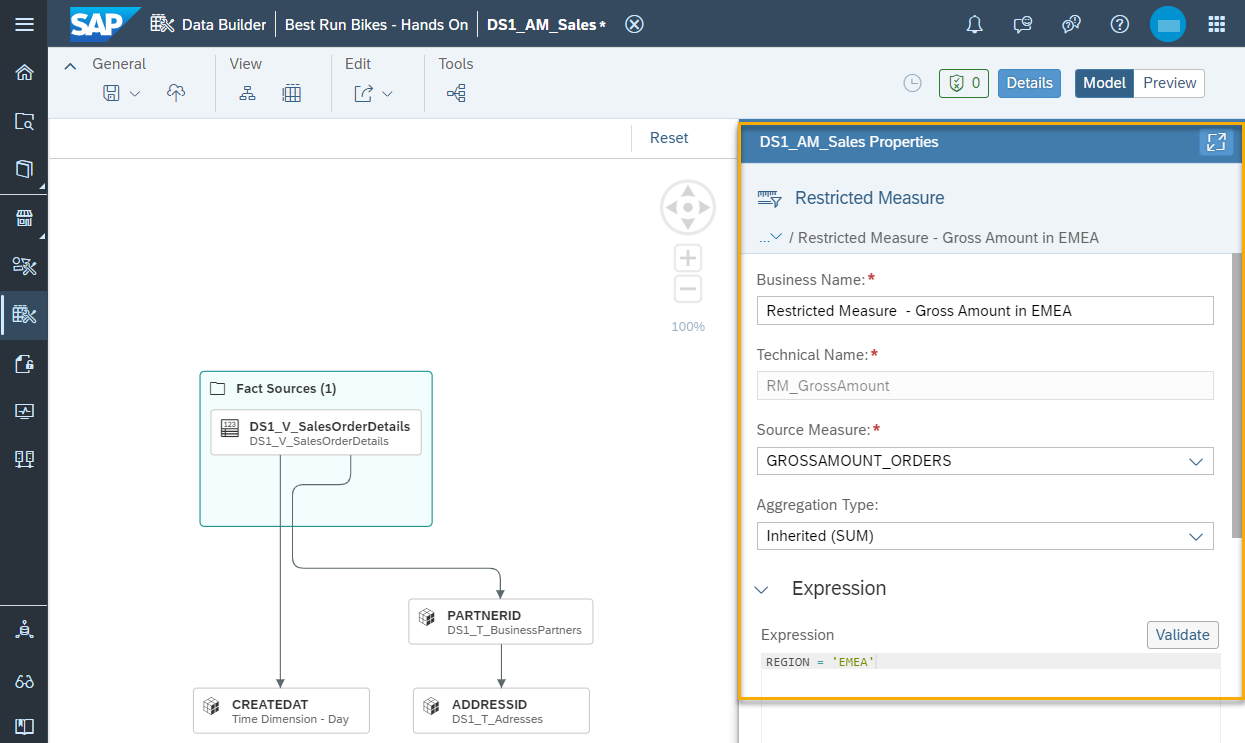 SAP Data Builder Best Run Bikes - Hands On DS1_AM_Sales*
General View Edit Tools
0 Details Model Preview
Reset
100%
Fact Sources (1)
123
DS1_V_SalesOrderDetails
DS1_V_SalesOrderDetails
PARTNERID
DS1_T_BusinessPartners
CREATEDAT
Time Dimension - Day
ADDRESSID
DS1_T_Adresses
DS1_AM_Sales Properties
Restricted Measure
... / Restricted Measure - Gross Amount in EMEA
Business Name:*
Restricted Measure  - Gross Amount in EMEA
Technical Name:*
RM_GrossAmount
Source Measure:*
GROSSAMOUNT_ORDERS
Aggregation Type:
Inherited (SUM)
Expression
Expression Validate
REGION = 'EMEA'